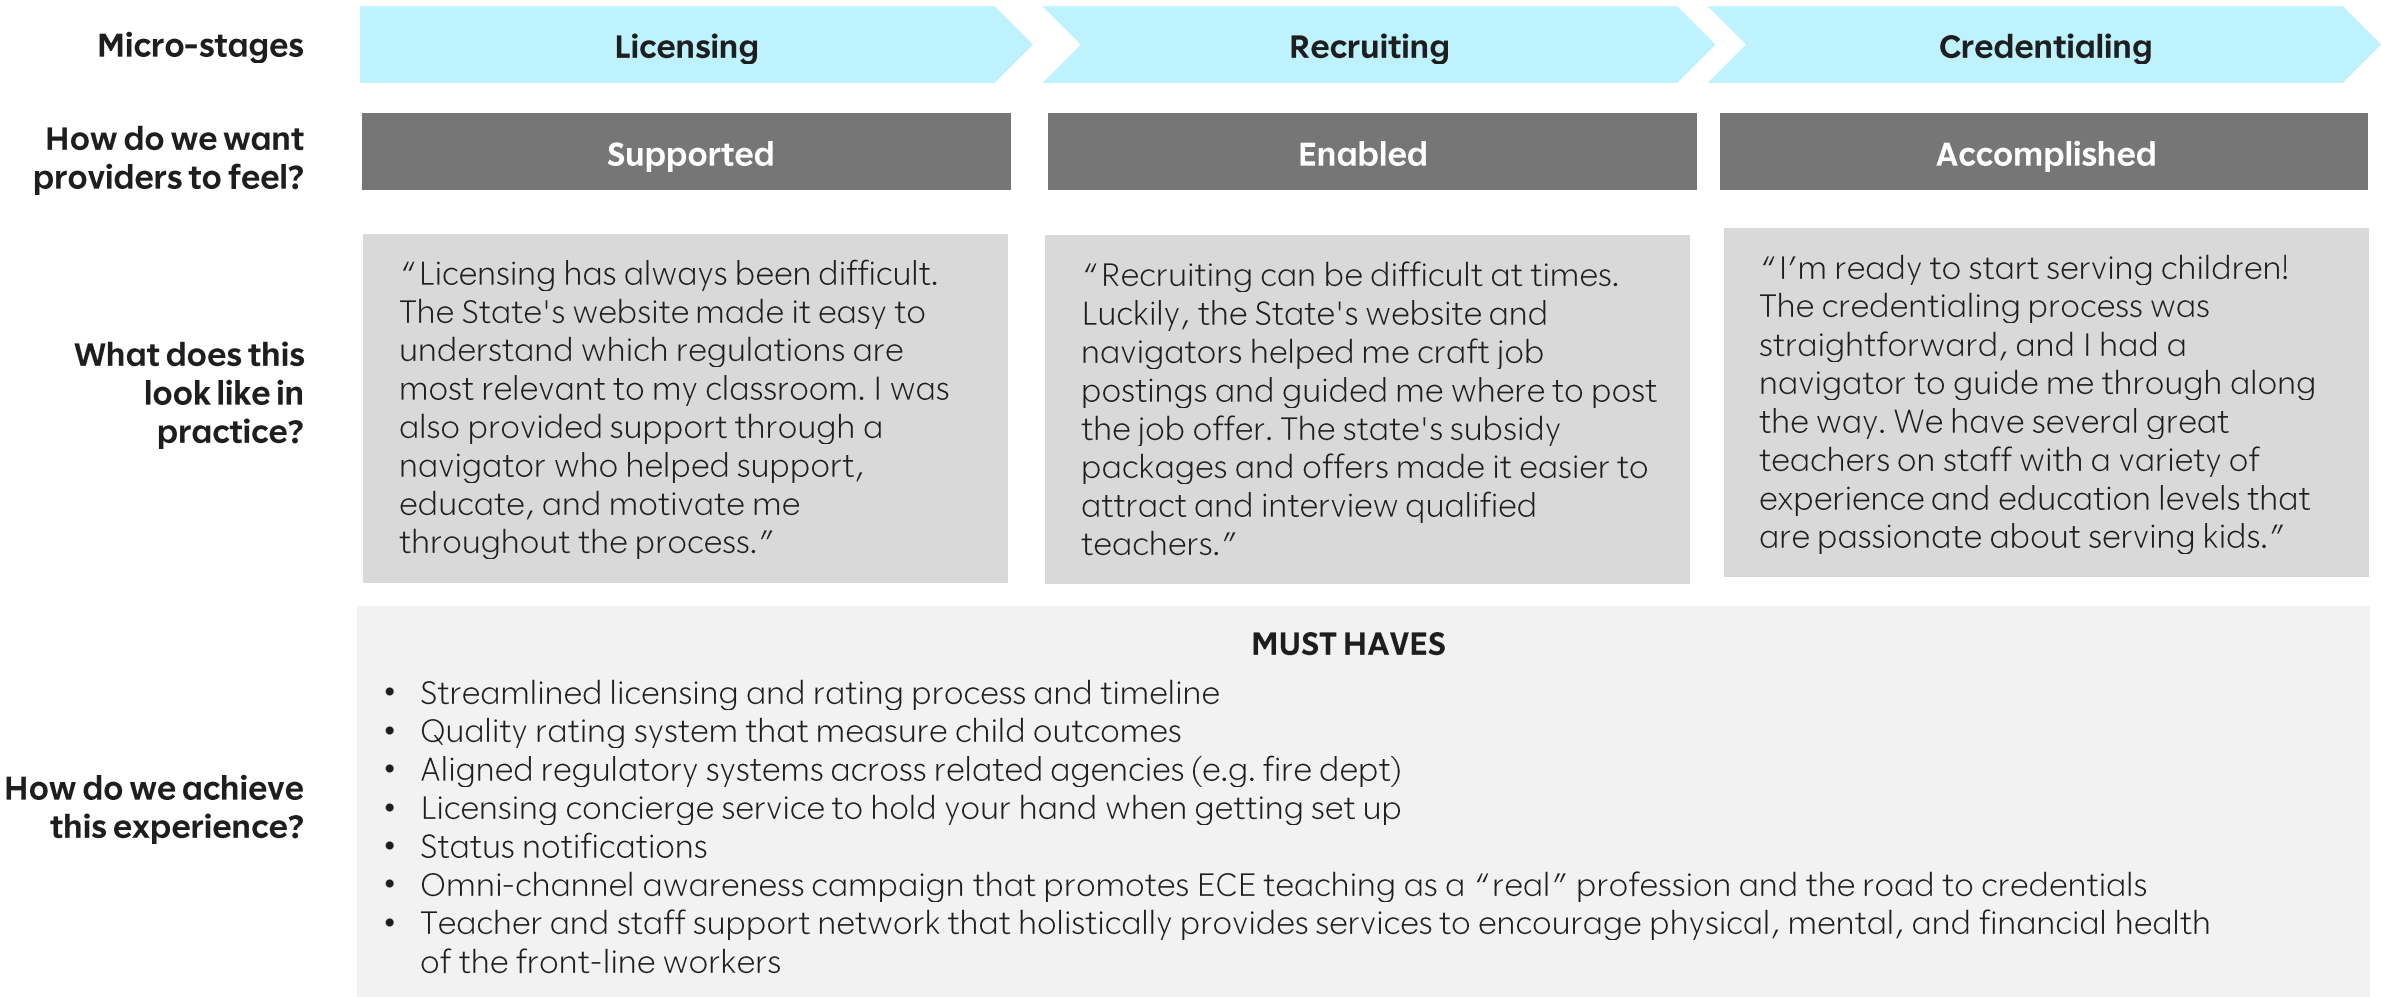 Micro-stages
Licensing
Recruiting
Credentialing
How do we want
providers to feel?
Supported
Enabled
Accomplished
What does this
look like in
practice?
“Licensing has always been difficult.
The State's website made it easy to
understand which regulations are
most relevant to my classroom. I was
also provided support through a
navigator who helped support,
educate, and motivate me
throughout the process.”
“Recruiting can be difficult at times.
Luckily, the State's website and
navigators helped me craft job
postings and guided me where to post
the job offer. The state's subsidy
packages and offers made it easier to
attract and interview qualified
teachers.”
“I’m ready to start serving children!
The credentialing process was
straightforward, and I had a
navigator to guide me through along
the way. We have several great
teachers on staff with a variety of
experience and education levels that
are passionate about serving kids.”
How do we achieve
this experience?
MUST HAVES
• Streamlined licensing and rating process and timeline
• Quality rating system that measure child outcomes
• Aligned regulatory systems across related agencies (e.g. fire dept)
• Licensing concierge service to hold your hand when getting set up
• Status notifications
• Omni-channel awareness campaign that promotes ECE teaching as a “real” profession and the road to credentials
• Teacher and staff support network that holistically provides services to encourage physical, mental, and financial health
of the front-line workers